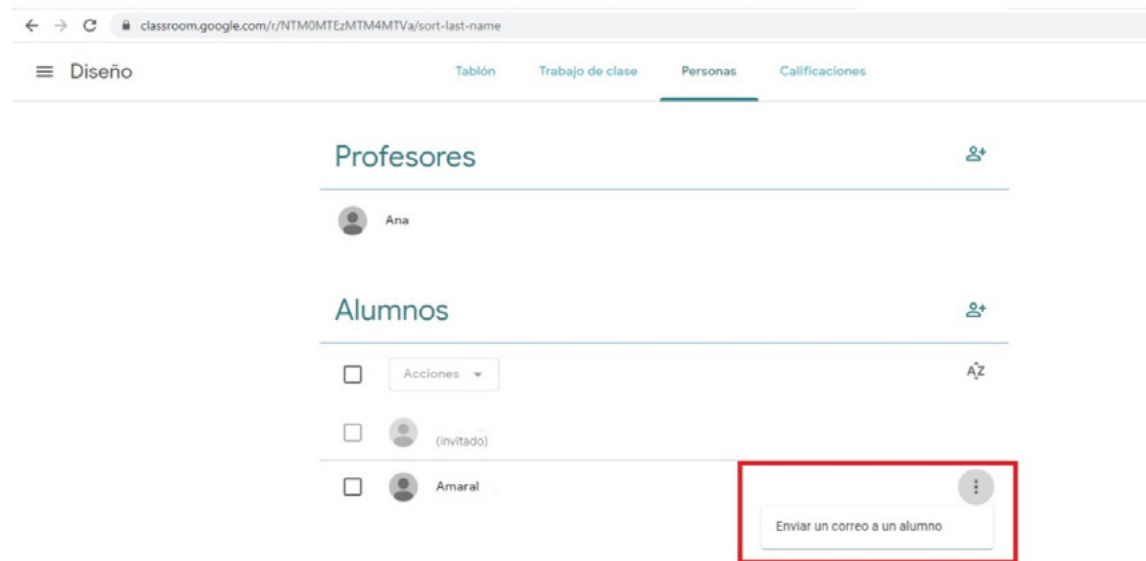 classroom.google.com/r/NTM0MTEzMTM4MTVa/sort-last-name
Diseño Tablón Trabajo de clase Personas Calificaciones
Profesores
Ana
Alumnos
Acciones AZ
(invitado)
Amaral
Enviar un correo a un alumno